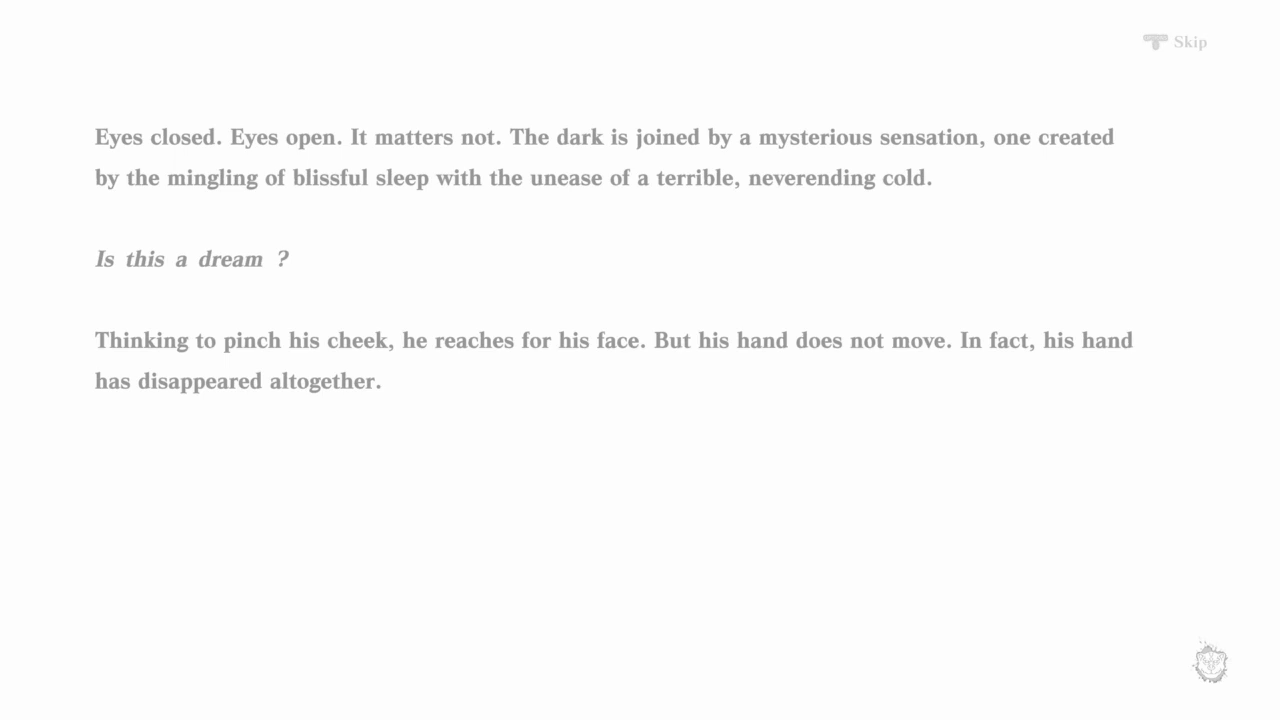 Skip
Eyes closed. Eyes open. It matters not. The dark is joined by a mysterious sensation, one created
by the mingling of blissful sleep with the unease of a terrible, neverending cold.
Is this a dream ?
Thinking to pinch his cheek, he reaches for his face. But his hand does not move. In fact, his hand
has disappeared altogether.